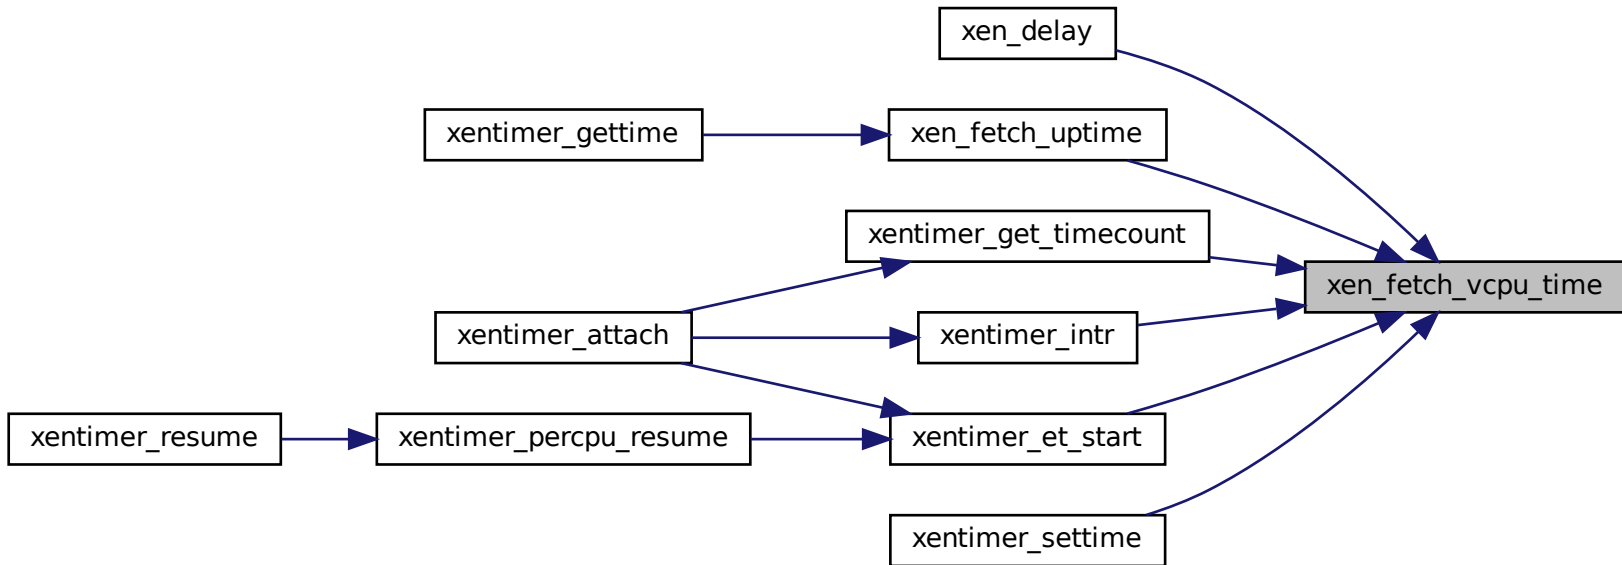 xen_delay
xentimer_gettime
xen_fetch_uptime
xentimer_get_timecount
xen_fetch_vcpu_time
xentimer_attach
xentimer_intr
xentimer_resume
xentimer_percpu_resume
xentimer_et_start
xentimer_settime